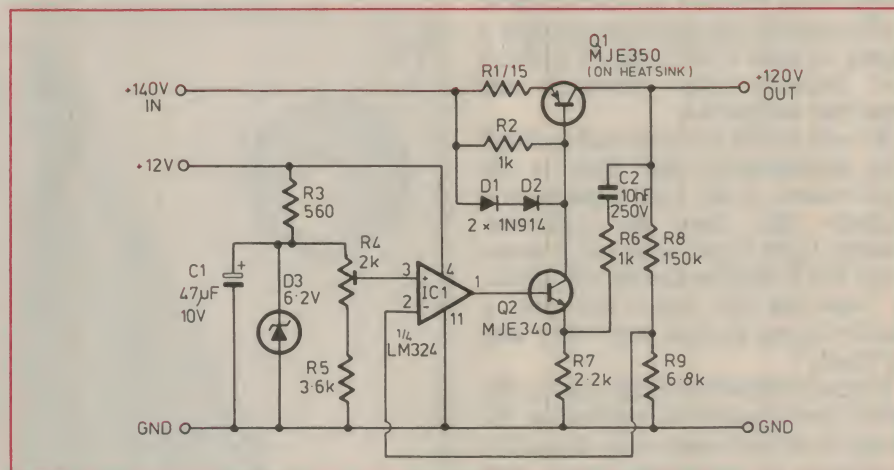 Q1
MJE350
(ON HEATSINK)
+140V
IN
R1/15
+120V
OUT
R2
1k
+12V
R3
560
D1
D2
2 x 1N914
C2
10nF
250V
R4
2k
R6
1k
R8
150k
C1
47µF
10V
+
D3
6·2V
3
+
4
IC1
1
2
-
11
1/4
LM324
Q2
MJE340
R5
3.6k
R7
2.2k
R9
6·8k
GND
GND